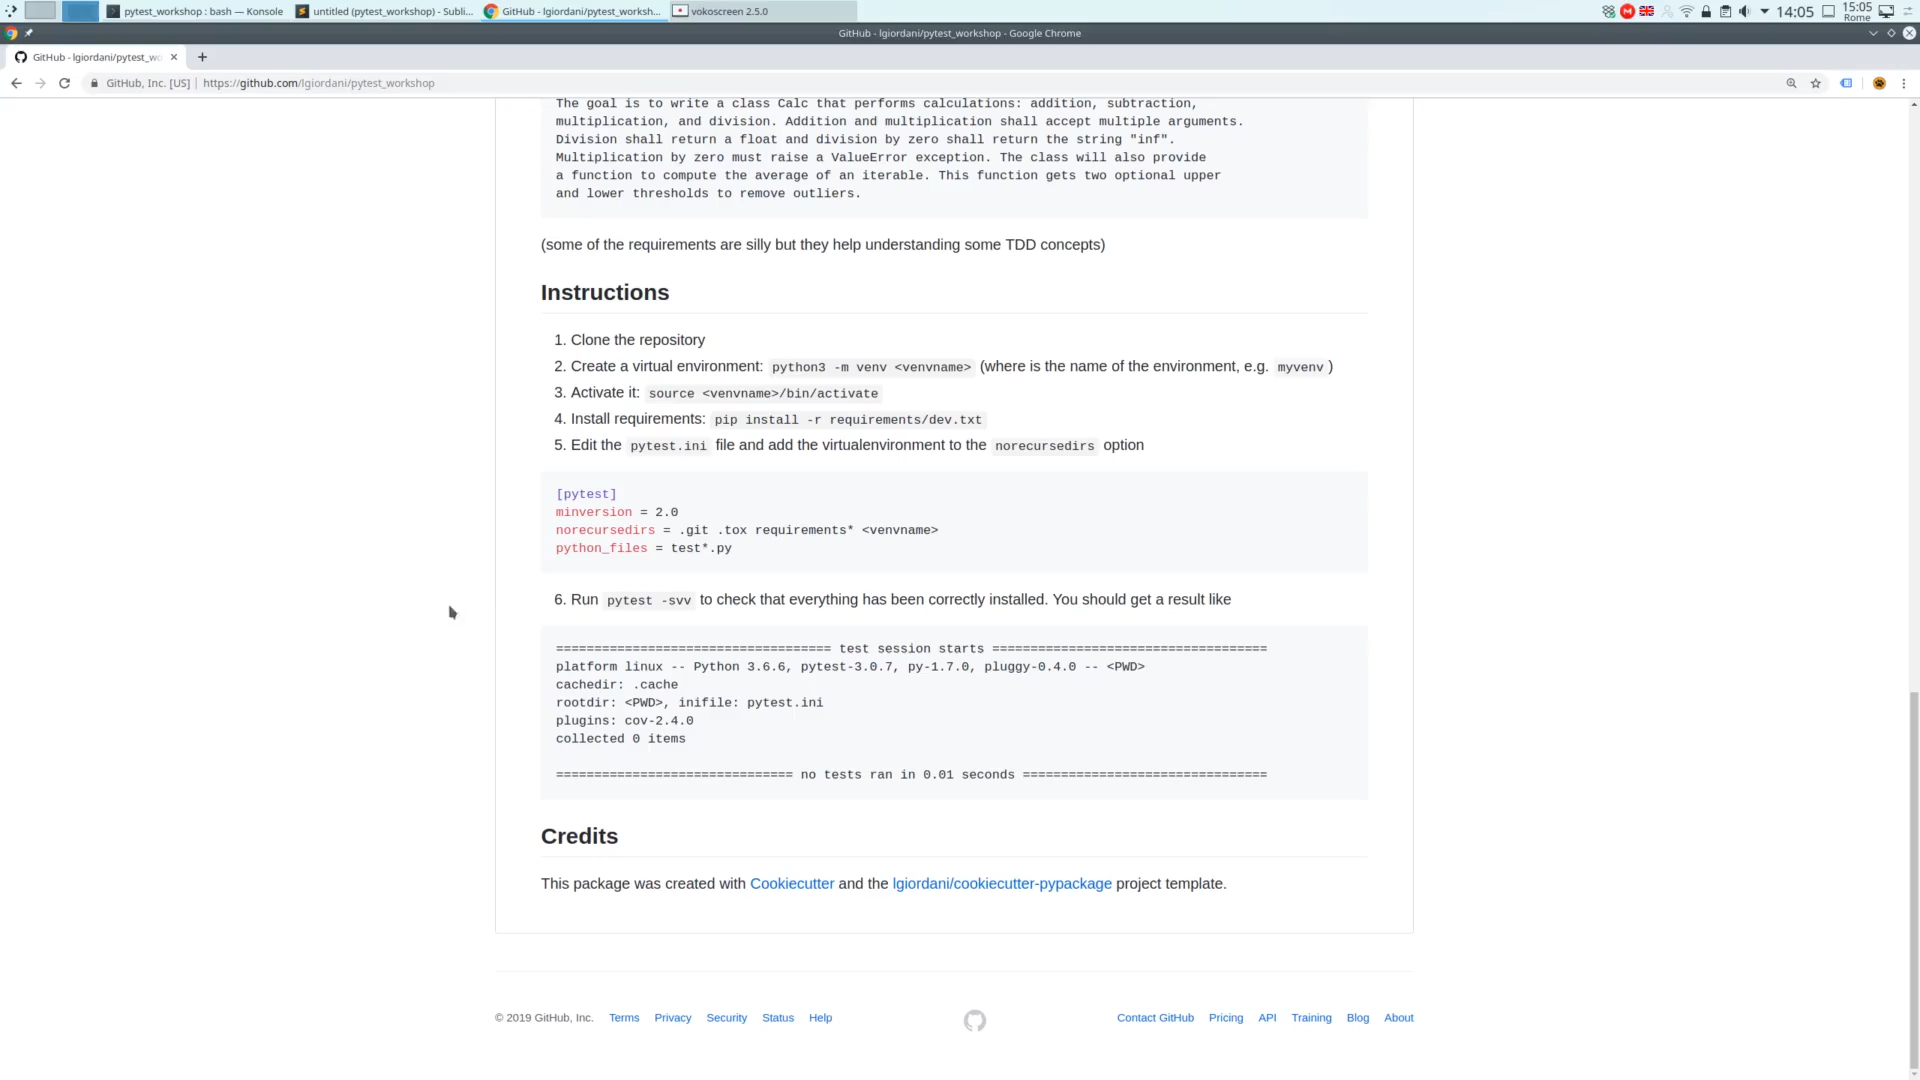 pytest_workshop : bash — Konsole
untitled (pytest_workshop) - Subli...
GitHub - lgiordani/pytest_worksh...
vokoscreen 2.5.0
14:05
15:05
Rome
GitHub - lgiordani/pytest_workshop - Google Chrome
GitHub - lgiordani/pytest_wo
GitHub, Inc. [US] | https://github.com/lgiordani/pytest_workshop
The goal is to write a class Calc that performs calculations: addition, subtraction,
multiplication, and division. Addition and multiplication shall accept multiple arguments.
Division shall return a float and division by zero shall return the string "inf".
Multiplication by zero must raise a ValueError exception. The class will also provide
a function to compute the average of an iterable. This function gets two optional upper
and lower thresholds to remove outliers.
(some of the requirements are silly but they help understanding some TDD concepts)
Instructions
1. Clone the repository
2. Create a virtual environment: python3 -m venv <venvname> (where is the name of the environment, e.g. myvenv )
3. Activate it: source <venvname>/bin/activate
4. Install requirements: pip install -r requirements/dev.txt
5. Edit the pytest.ini file and add the virtualenvironment to the norecursedirs option
[pytest]
minversion = 2.0
norecursedirs = .git .tox requirements* <venvname>
python_files = test*.py
6. Run pytest -svv to check that everything has been correctly installed. You should get a result like
==================================== test session starts ====================================
platform linux -- Python 3.6.6, pytest-3.0.7, py-1.7.0, pluggy-0.4.0 -- <PWD>
cachedir: .cache
rootdir: <PWD>, inifile: pytest.ini
plugins: cov-2.4.0
collected 0 items
=============================== no tests ran in 0.01 seconds ================================
Credits
This package was created with Cookiecutter and the lgiordani/cookiecutter-pypackage project template.
© 2019 GitHub, Inc. Terms Privacy Security Status Help
Contact GitHub Pricing API Training Blog About